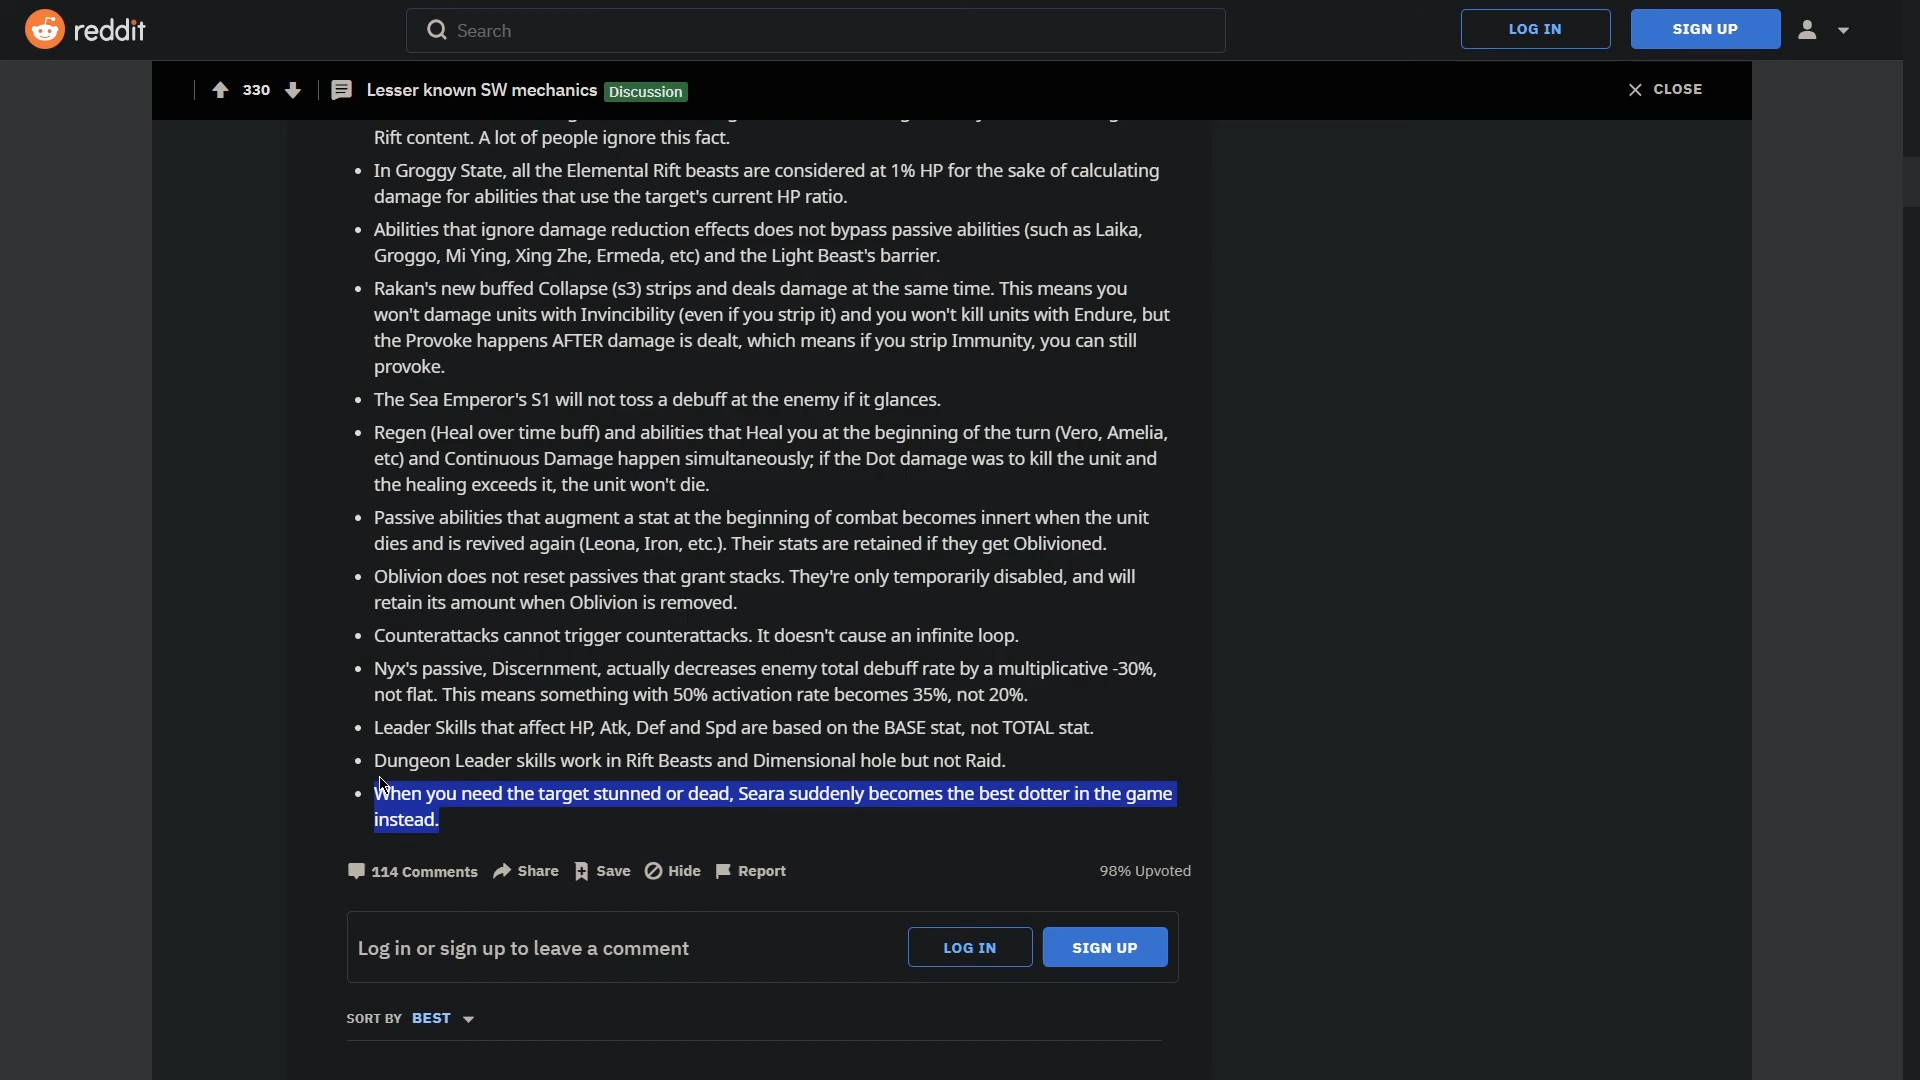 reddit
Search
LOG IN
SIGN UP
330
Lesser known SW mechanics Discussion
CLOSE
Rift content. A lot of people ignore this fact.
In Groggy State, all the Elemental Rift beasts are considered at 1% HP for the sake of calculating
damage for abilities that use the target's current HP ratio.
Abilities that ignore damage reduction effects does not bypass passive abilities (such as Laika,
Groggo, Mi Ying, Xing Zhe, Ermeda, etc) and the Light Beast's barrier.
Rakan's new buffed Collapse (s3) strips and deals damage at the same time. This means you
won't damage units with Invincibility (even if you strip it) and you won't kill units with Endure, but
the Provoke happens AFTER damage is dealt, which means if you strip Immunity, you can still
provoke.
The Sea Emperor's S1 will not toss a debuff at the enemy if it glances.
Regen (Heal over time buff) and abilities that Heal you at the beginning of the turn (Vero, Amelia,
etc) and Continuous Damage happen simultaneously; if the Dot damage was to kill the unit and
the healing exceeds it, the unit won't die.
Passive abilities that augment a stat at the beginning of combat becomes innert when the unit
dies and is revived again (Leona, Iron, etc.). Their stats are retained if they get Oblivioned.
Oblivion does not reset passives that grant stacks. They're only temporarily disabled, and will
retain its amount when Oblivion is removed.
Counterattacks cannot trigger counterattacks. It doesn't cause an infinite loop.
Nyx's passive, Discernment, actually decreases enemy total debuff rate by a multiplicative -30%,
not flat. This means something with 50% activation rate becomes 35%, not 20%.
Leader Skills that affect HP, Atk, Def and Spd are based on the BASE stat, not TOTAL stat.
Dungeon Leader skills work in Rift Beasts and Dimensional hole but not Raid.
When you need the target stunned or dead, Seara suddenly becomes the best dotter in the game
instead.
114 Comments Share Save Hide Report
98% Upvoted
Log in or sign up to leave a comment
LOG IN
SIGN UP
SORT BY BEST